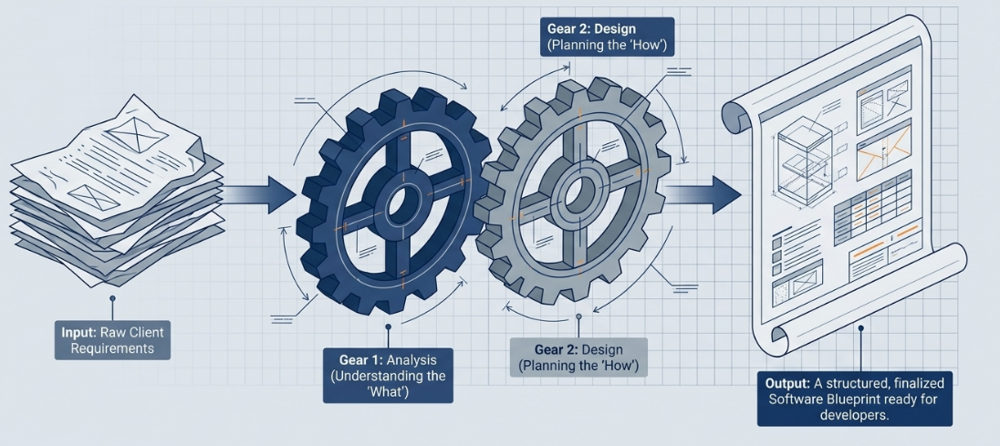 Gear 2: Design
(Planning the ‘How’)
Input: Raw Client
Requirements
Gear 1: Analysis
(Understanding the
‘What’)
Gear 2: Design
(Planning the ‘How’)
Output: A structured, finalized
Software Blueprint ready for
developers.